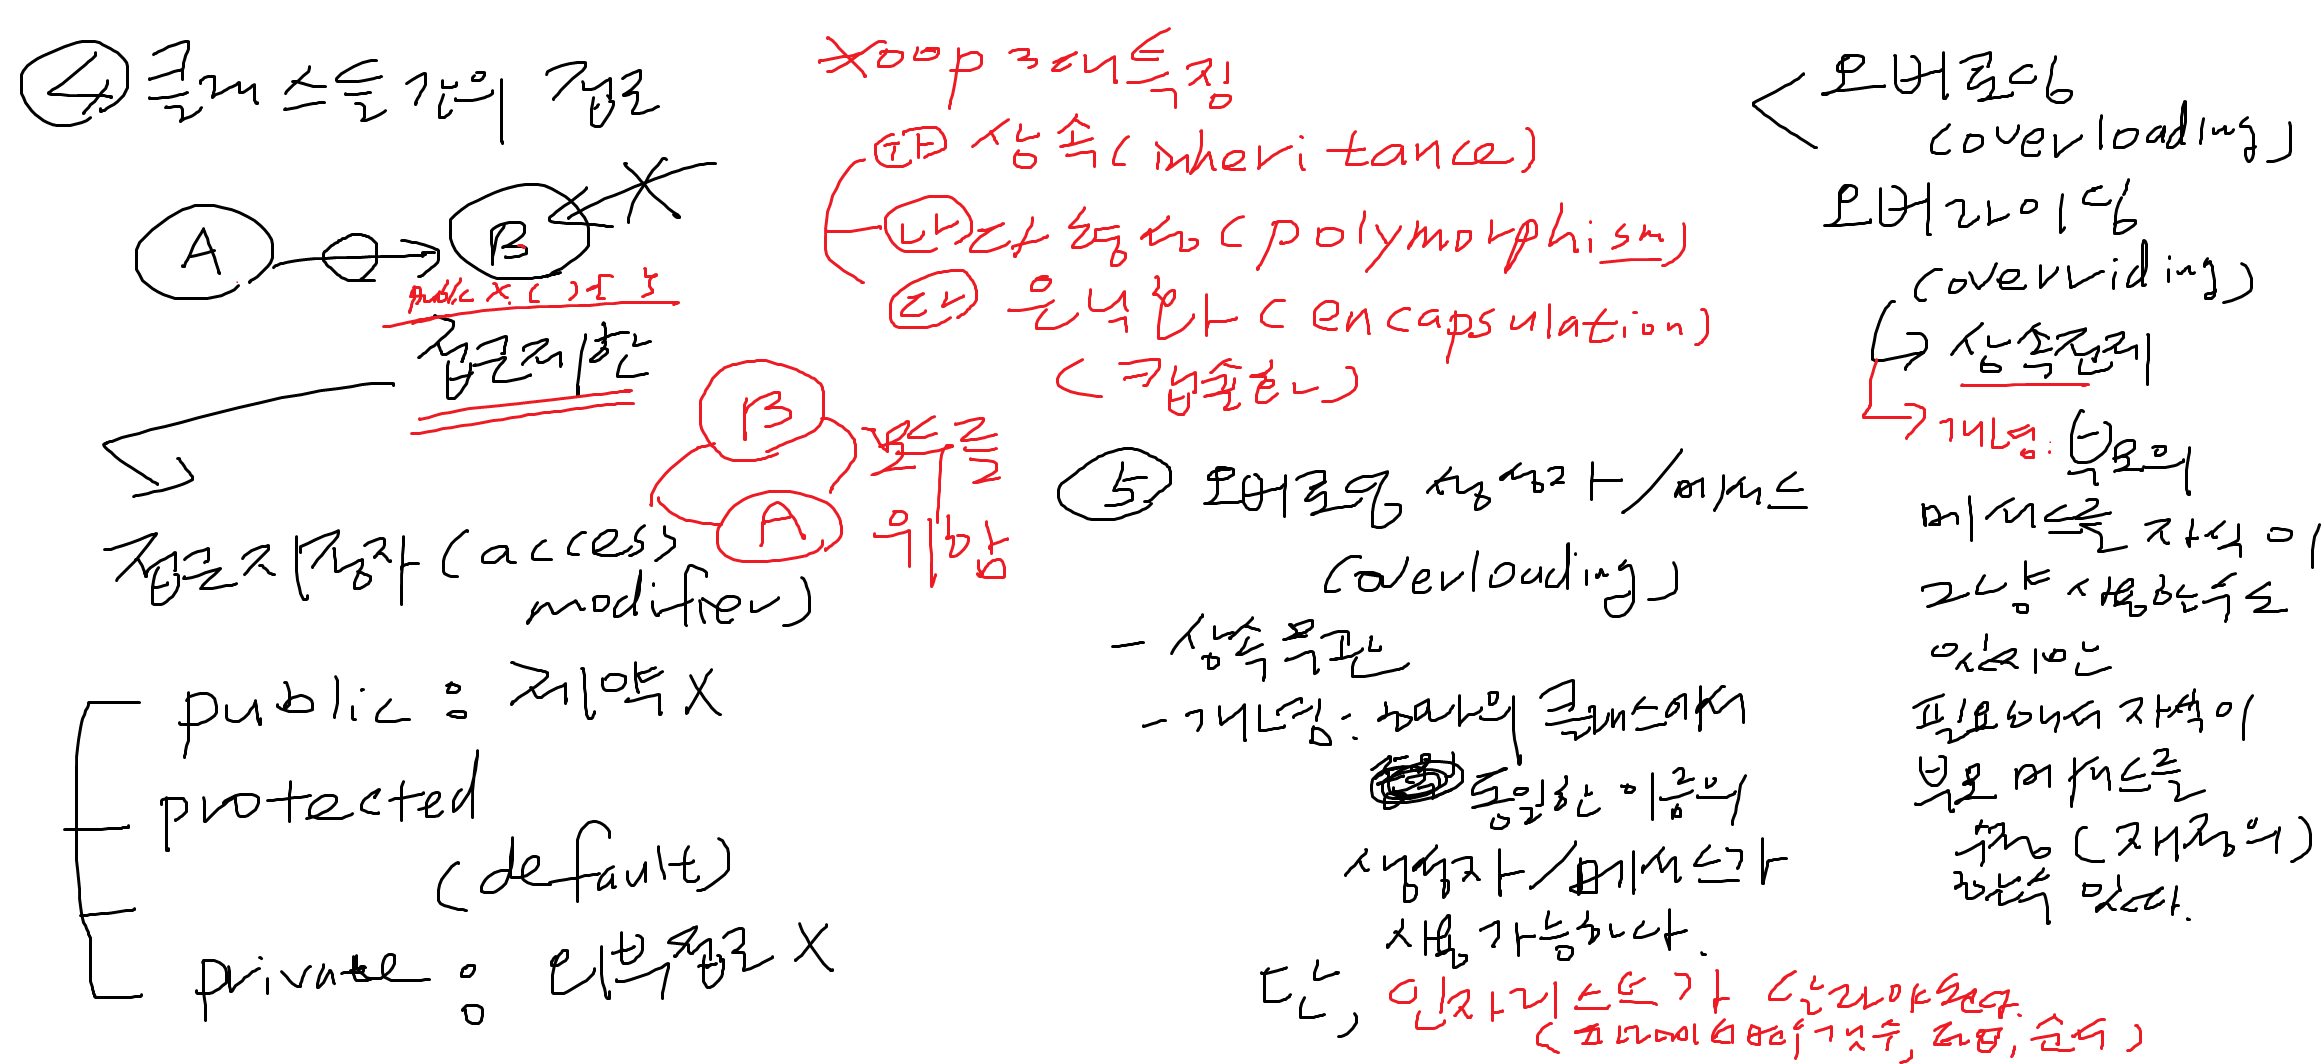 ④ 클래스들간의 접근
A
B
X
public x( ) { }
접근제한
B
A
모두를
위함
접근지정자 (access
modifier)
public : 제약 X
protected
(default)
private : 외부접근 X
*oop 3대특징
상속 (inheritance)
다형성 (polymorphism)
은닉화 (encapsulation)
(캡슐화)
⑤ 오버로딩 생성자/메서드
(overloading)
- 상속 무관
- 개념: 하나의 클래스에서
동일한 이름의
생성자/메서드가
사용가능하다.
단, 인자리스트가 달라야된다.
(파라메터 갯수, 타입, 순서)
오버로딩
(overloading)
오버라이딩
(overriding)
상속전제
개념: 부모의
메서드를 자식이
그냥 사용할수도
있지만
필요해서 자식이
부모 메서드를
수정 (재정의)
할수 있다.